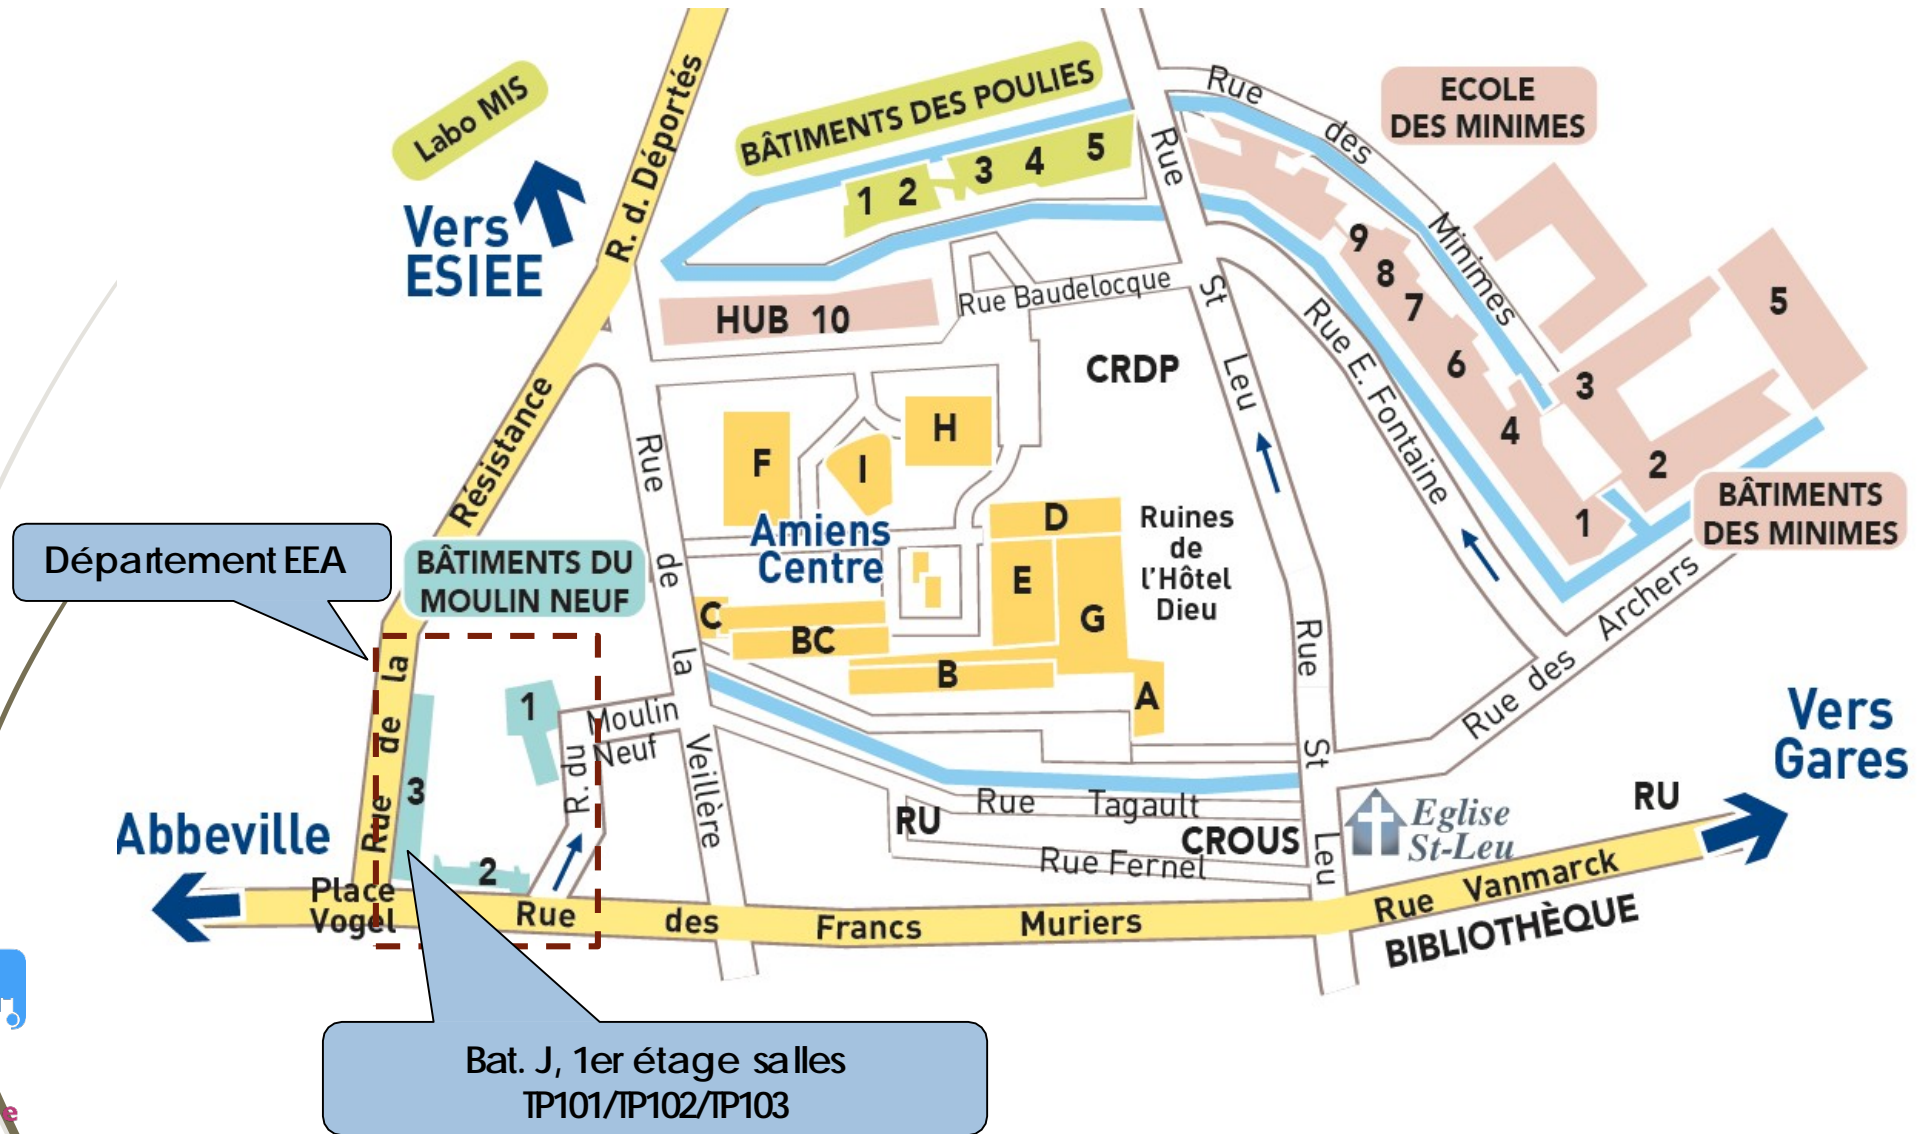 Labo MIS
R. d. Déportés
BÂTIMENTS DES POULIES
1 2 3 4 5
Rue
des
Minimes
ECOLE
DES MINIMES
Vers
ESIEE
Rue
St
Leu
Rue
St
Leu
9
8
7
6
4
1
3
2
5
HUB 10
Rue Baudelocque
CRDP
Rue E. Fontaine
BÂTIMENTS
DES MINIMES
Résistance
Rue
de
la
Veillère
F
I
H
Amiens
Centre
D
E
G
C
BC
B
A
Ruines
de
l'Hôtel
Dieu
Rue des Archers
Département EEA
BÂTIMENTS DU
MOULIN NEUF
Rue de la
1
3
2
R. du
Moulin
Neuf
Rue Tagault
RU
CROUS
Rue Fernel
Eglise
St-Leu
RU
Vers
Gares
Abbeville
Place
Vogel
Rue des Francs Muriers
Rue Vanmarck
BIBLIOTHÈQUE
Bat. J, 1er étage salles
TP101/TP102/TP103
e